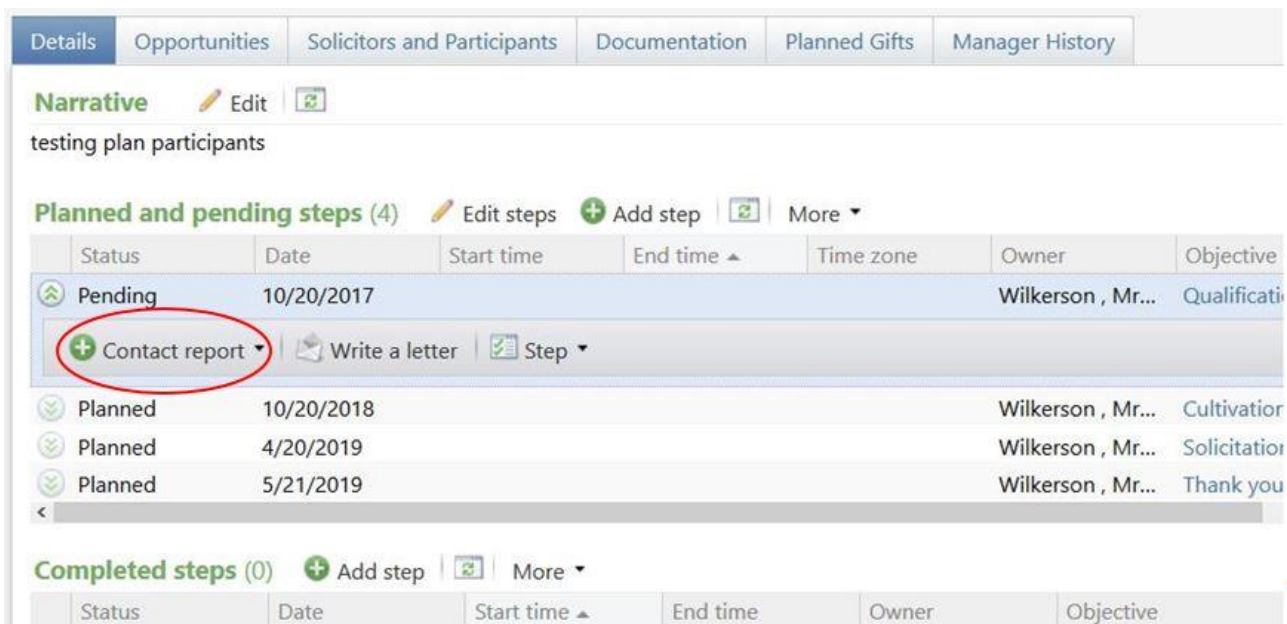 Details Opportunities Solicitors and Participants Documentation Planned Gifts Manager History
Narrative Edit
testing plan participants
Planned and pending steps (4) Edit steps Add step More
Status Date Start time End time Time zone Owner Objective
Pending 10/20/2017 Wilkerson , Mr... Qualificati
Contact report Write a letter Step
Planned 10/20/2018 Wilkerson , Mr... Cultivation
Planned 4/20/2019 Wilkerson , Mr... Solicitation
Planned 5/21/2019 Wilkerson , Mr... Thank you
Completed steps (0) Add step More
Status Date Start time End time Owner Objective